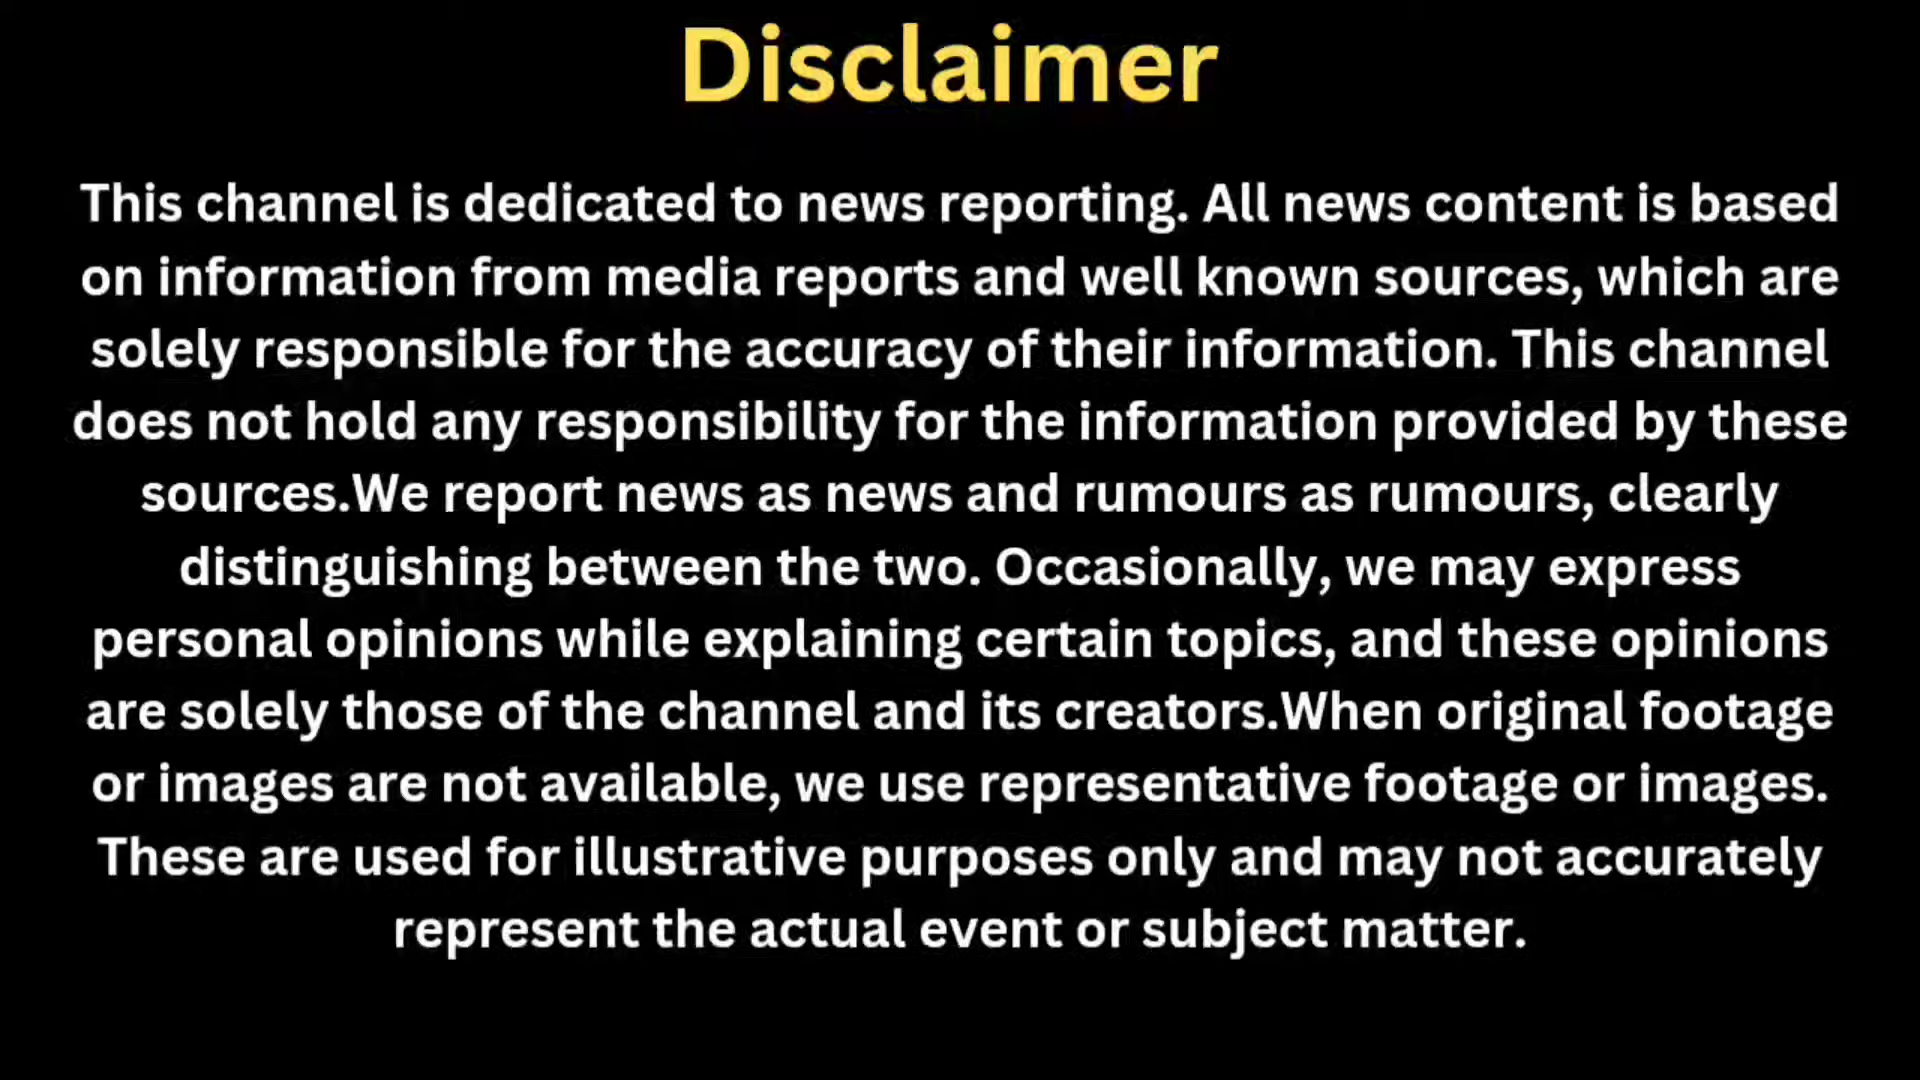 Disclaimer
This channel is dedicated to news reporting. All news content is based
on information from media reports and well known sources, which are
solely responsible for the accuracy of their information. This channel
does not hold any responsibility for the information provided by these
sources.We report news as news and rumours as rumours, clearly
distinguishing between the two. Occasionally, we may express
personal opinions while explaining certain topics, and these opinions
are solely those of the channel and its creators.When original footage
or images are not available, we use representative footage or images.
These are used for illustrative purposes only and may not accurately
represent the actual event or subject matter.